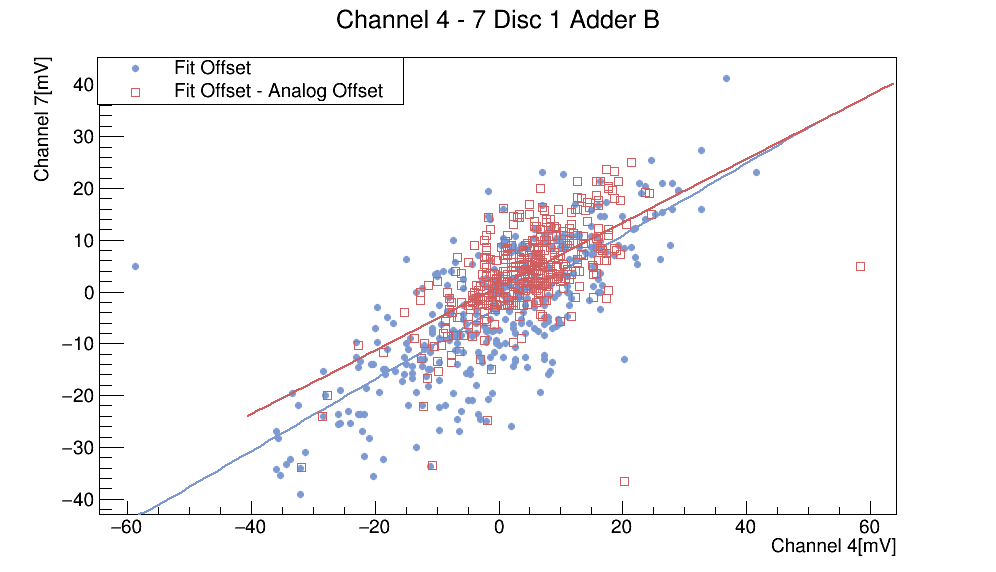 Channel 4 - 7 Disc 1 Adder B
Channel 7[mV]
Fit Offset
Fit Offset - Analog Offset
40
30
20
10
0
−10
−20
−30
−40
−60 −40 −20 0 20 40 60
Channel 4[mV]